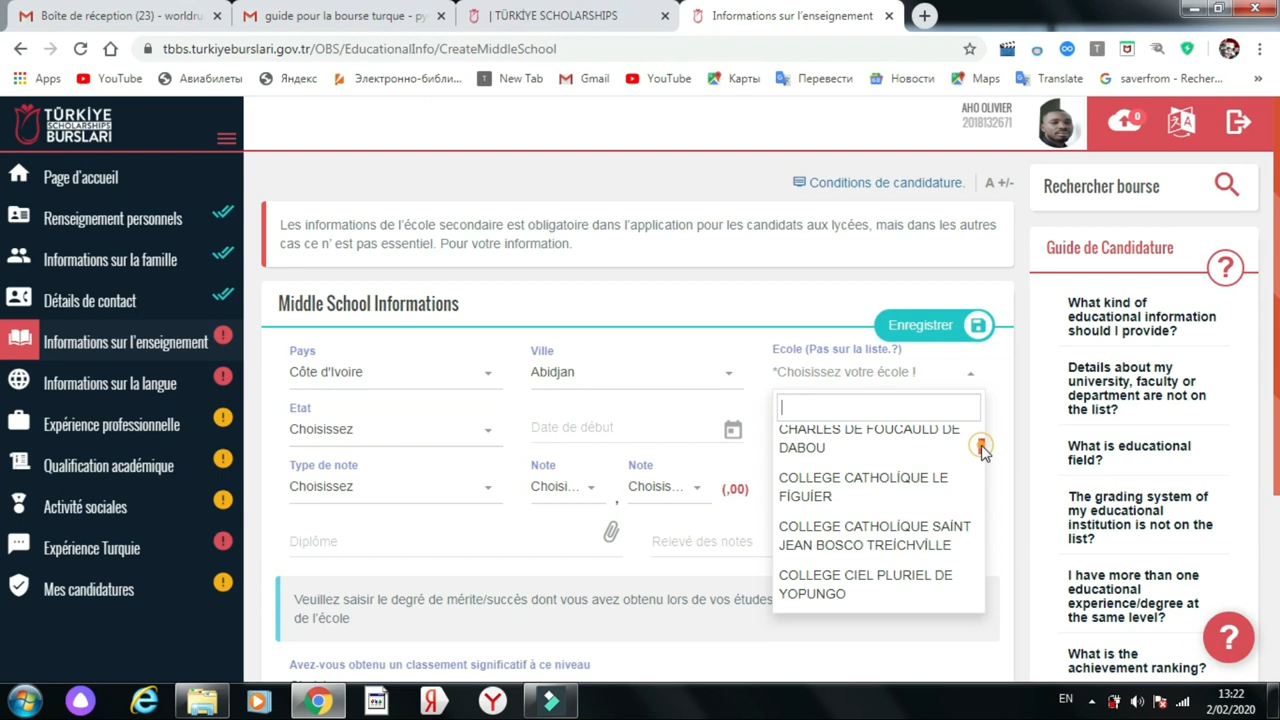 Boîte de réception (23) - worldru
guide pour la bourse turque - py
| TÜRKİYE SCHOLARSHIPS
Informations sur l'enseignement
tbbs.turkiyeburslari.gov.tr/OBS/EducationalInfo/CreateMiddleSchool
Apps
YouTube
Авиабилеты
Яндекс
Электронно-библи...
New Tab
Gmail
YouTube
Карты
Перевести
Новости
Maps
Translate
saverfrom - Recher...
TÜRKİYE
SCHOLARSHIPS
BURSLARI
AHO OLIVIER
2018132671
0
Page d'accueil
Renseignement personnels
Informations sur la famille
Détails de contact
Informations sur l'enseignement
Informations sur la langue
Expérience professionnelle
Qualification académique
Activité sociales
Expérience Turquie
Mes candidatures
Conditions de candidature.
A +/-
Les informations de l'école secondaire est obligatoire dans l'application pour les candidats aux lycées, mais dans les autres
cas ce n' est pas essentiel. Pour votre information.
Middle School Informations
Enregistrer
Pays
Côte d'Ivoire
Ville
Abidjan
Ecole (Pas sur la liste.?)
*Choisissez votre école !
CHARLES DE FOUCAULD DE
DABOU
COLLEGE CATHOLÍQUE LE
FÍGUÍER
COLLEGE CATHOLÍQUE SAÍNT
JEAN BOSCO TREÍCHVÍLLE
COLLEGE CIEL PLURIEL DE
YOPUNGO
Etat
Choisissez
Date de début
Type de note
Choisissez
Note
Choisi...
,
Note
Choisis...
(,00)
Diplôme
Relevé des notes
Veuillez saisir le degré de mérite/succès dont vous avez obtenu lors de vos études
de l'école
Avez-vous obtenu un classement significatif à ce niveau
Rechercher bourse
Guide de Candidature
?
What kind of
educational information
should I provide?
Details about my
university, faculty or
department are not on
the list?
What is educational
field?
The grading system of
my educational
institution is not on the
list?
I have more than one
educational
experience/degree at
the same level?
What is the
achievement ranking?
?
EN
13:22
2/02/2020